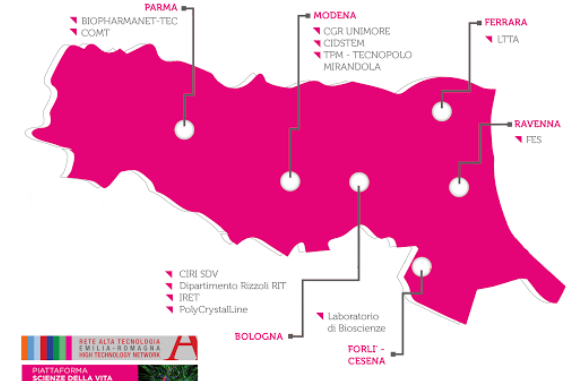 PARMA
BIOPHARMANET-TEC
COMT
MODENA
CGR UNIMORE
CIDSTEM
TPM - TECNOPOLO
MIRANDOLA
FERRARA
LTTA
RAVENNA
FES
CIRI SDV
Dipartimento Rizzoli RIT
IRET
PolyCrystalLine
BOLOGNA
Laboratorio
di Bioscienze
FORLI' -
CESENA
RETE ALTA TECNOLOGIA
EMILIA-ROMAGNA
HIGH TECHNOLOGY NETWORK
A
PIATTAFORMA
SCIENZE DELLA VITA